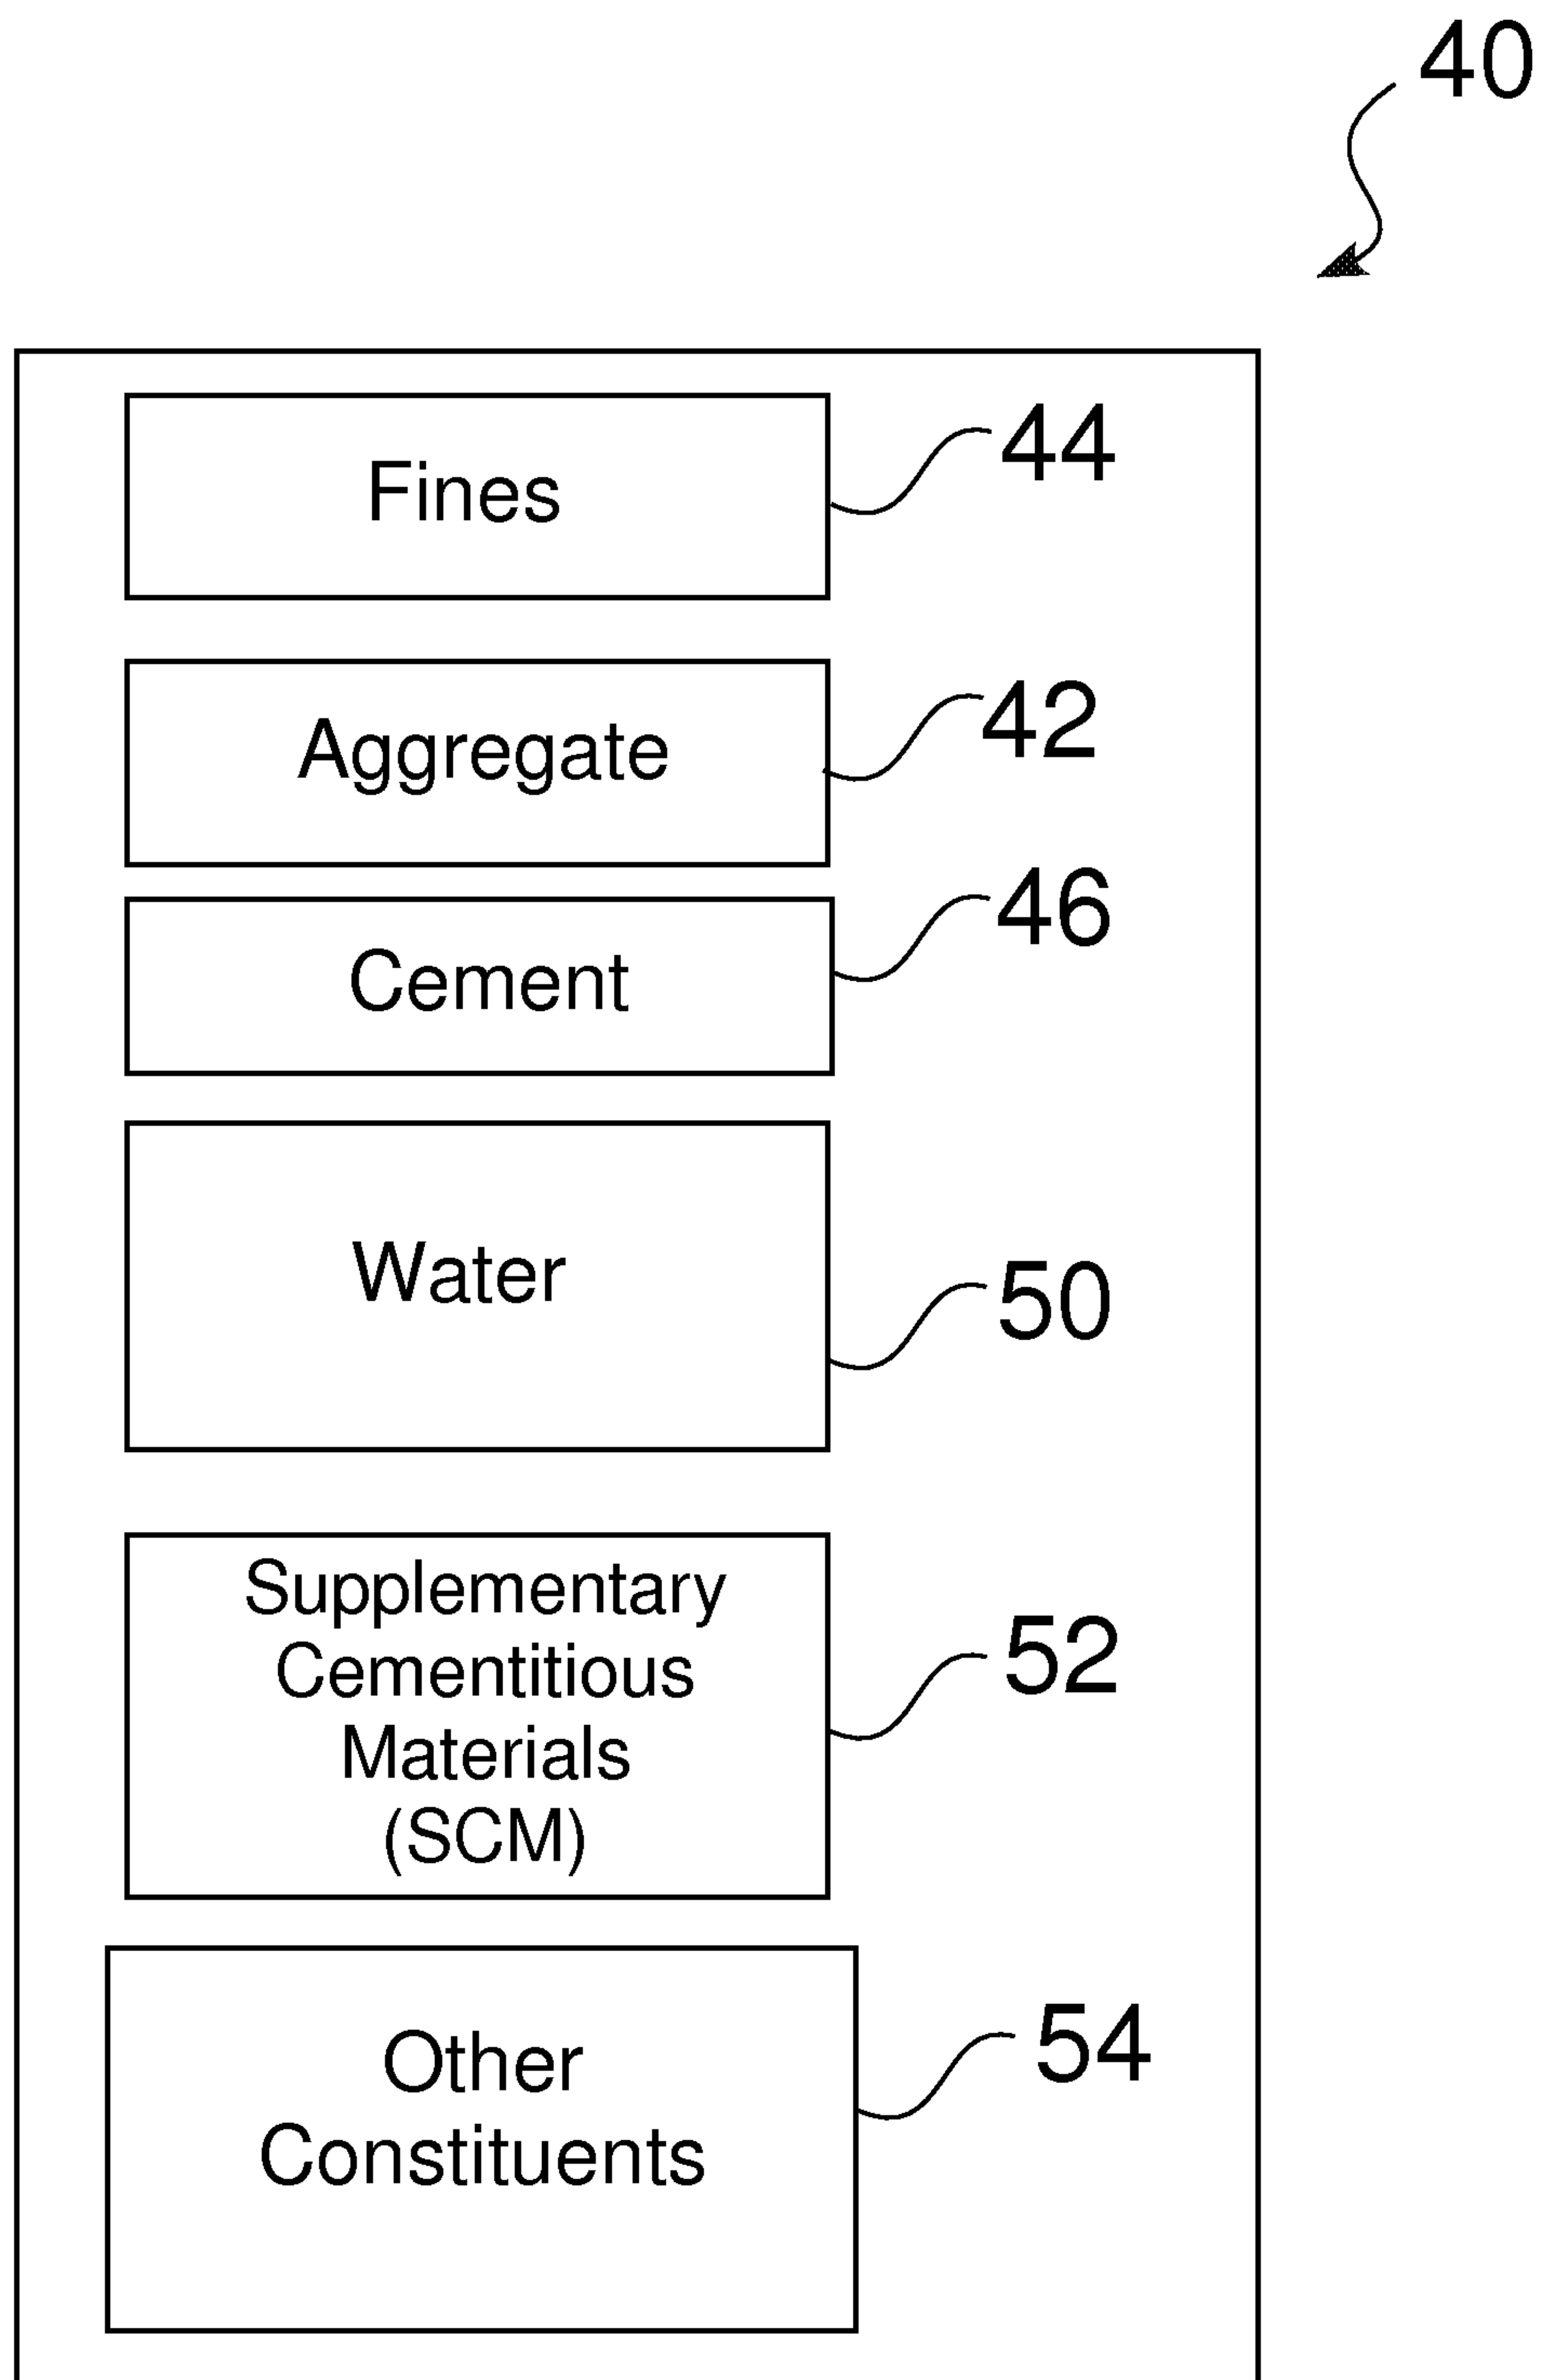 40
Fines
44
Aggregate
42
Cement
46
Water
50
Supplementary
Cementitious
Materials
(SCM)
52
Other
Constituents
54